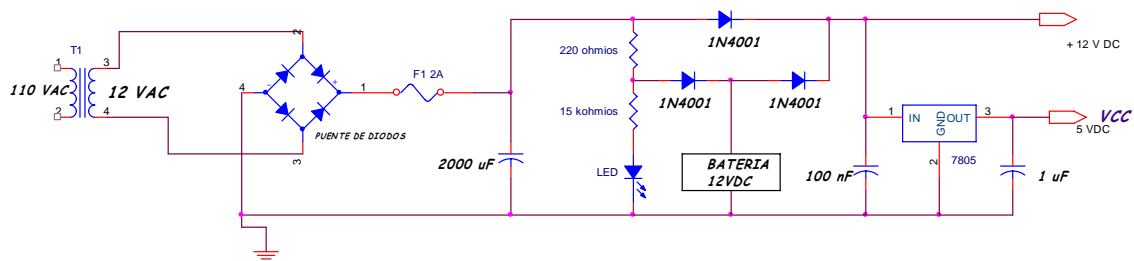 T1
1
2
3
4
110 VAC
12 VAC
2
4
1
3
- +
PUENTE DE DIODOS
F1 2A
2000 uF
220 ohmios
15 kohmios
LED
1N4001
1N4001
1N4001
BATERIA
12VDC
+ 12 V DC
1
IN
OUT
GND
3
2
7805
100 nF
1 uF
VCC
5 VDC